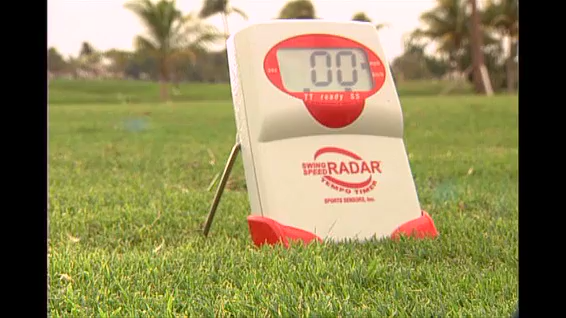 00
TT ready SS
SWING SPEED RADAR
TEMPO TIMER
SPORTS SENSORS, Inc.